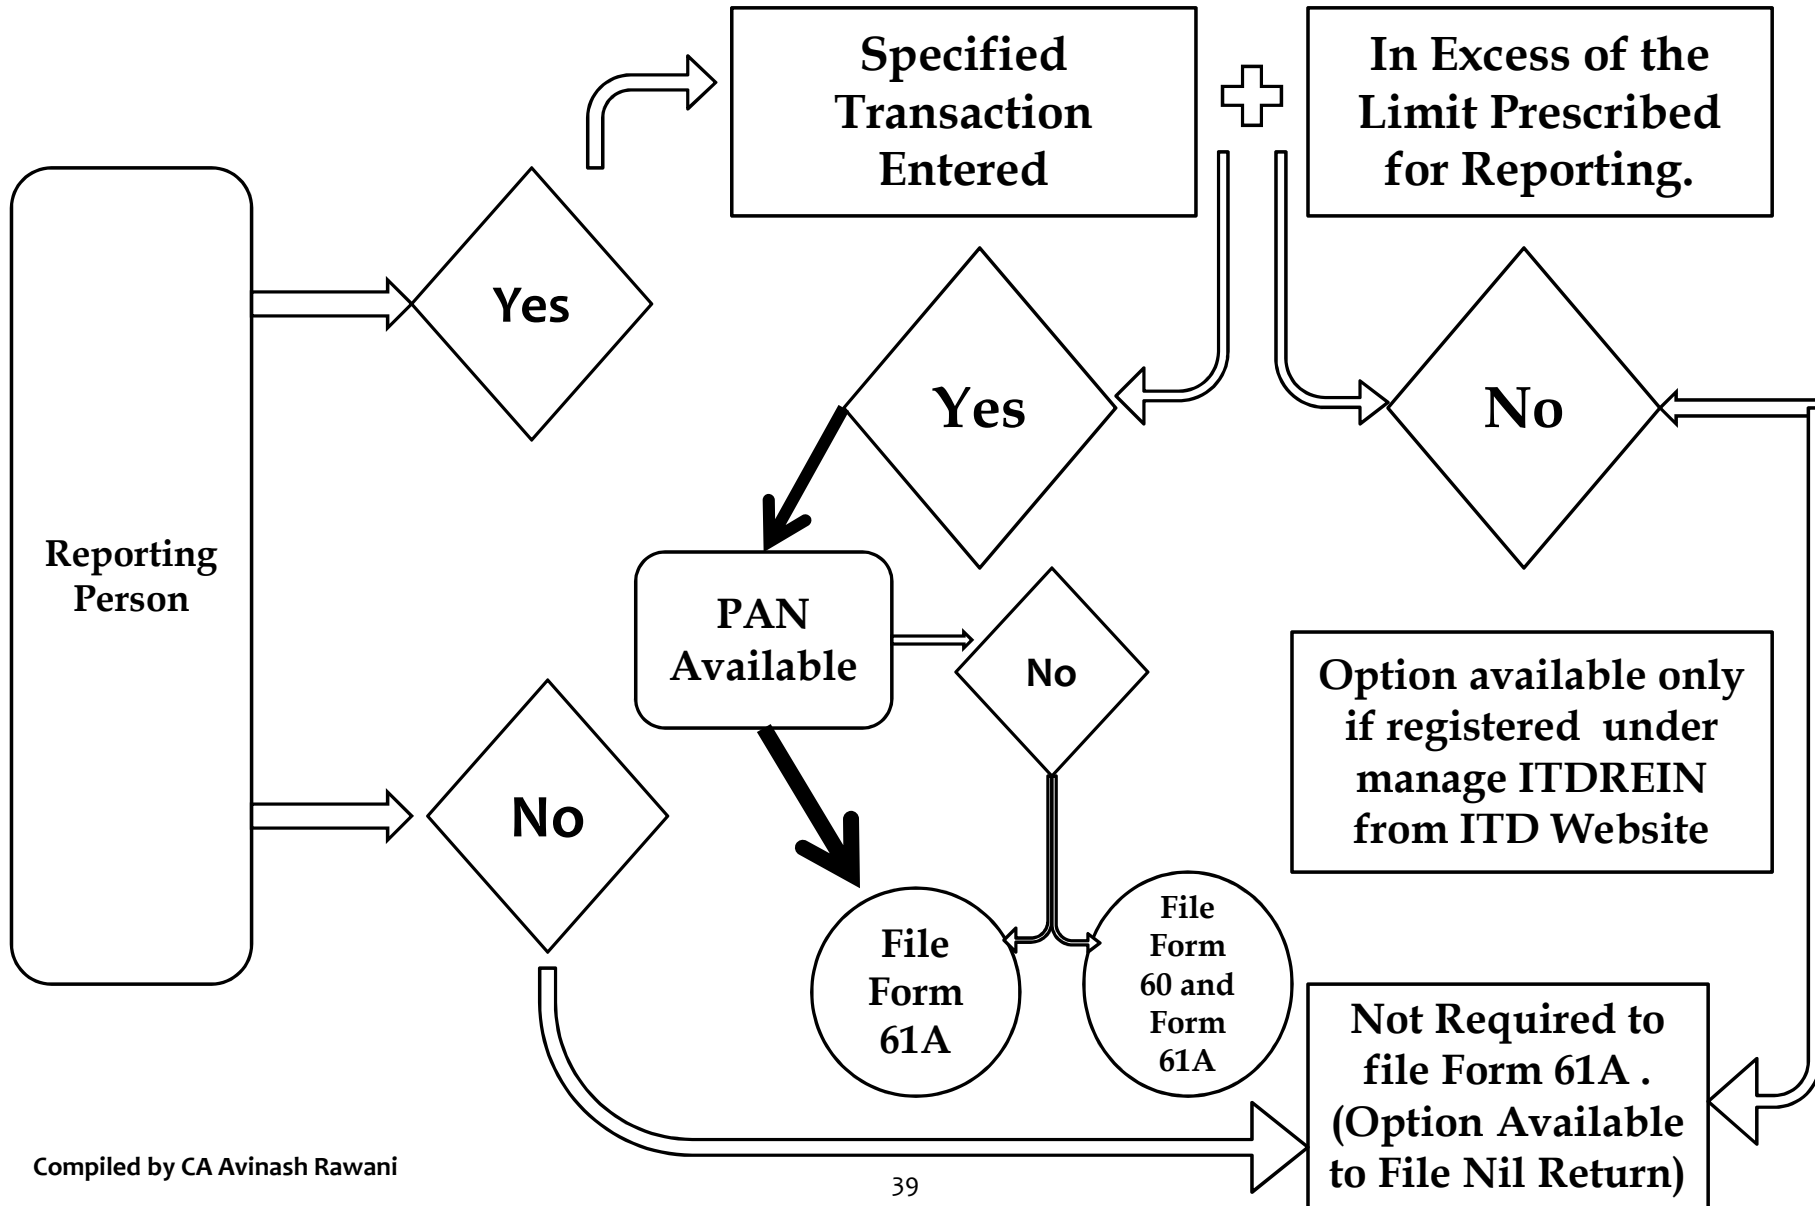 Specified
Transaction
Entered
In Excess of the
Limit Prescribed
for Reporting.
Reporting
Person
Yes
Yes
No
PAN
Available
No
Option available only
if registered under
manage ITDREIN
from ITD Website
No
File
Form
61A
File
Form
60 and
Form
61A
Not Required to
file Form 61A .
(Option Available
to File Nil Return)
Compiled by CA Avinash Rawani
39